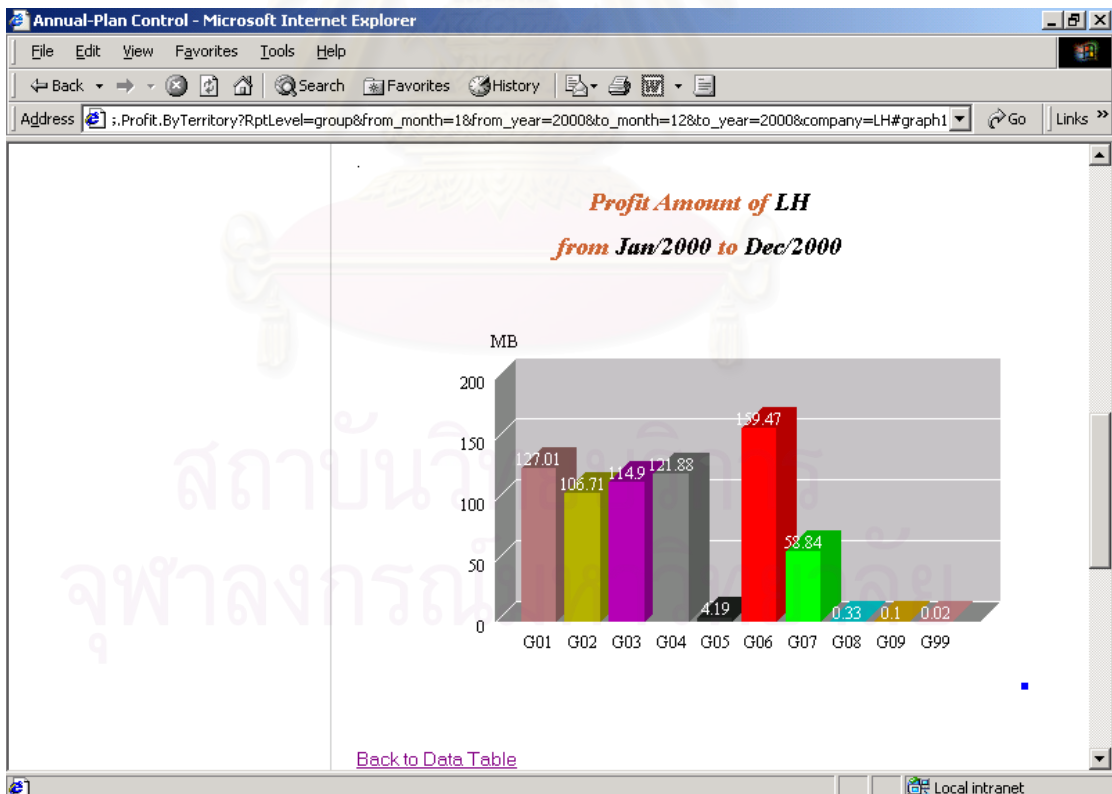 Annual-Plan Control - Microsoft Internet Explorer
File Edit View Favorites Tools Help
Back Search Favorites History
Address ;.Profit.ByTerritory?RptLevel=group&from_month=1&from_year=2000&to_month=12&to_year=2000&company=LH#graph1 Go Links »
.
Profit Amount of LH
from Jan/2000 to Dec/2000
MB
200
150
100
50
0
127.01
106.71
114.9
121.88
4.19
159.47
58.84
0.33
0.1
0.02
G01 G02 G03 G04 G05 G06 G07 G08 G09 G99
สถาบันวิทยบริการ
จุฬาลงกรณ์มหาวิทยาลัย
Back to Data Table
Local intranet